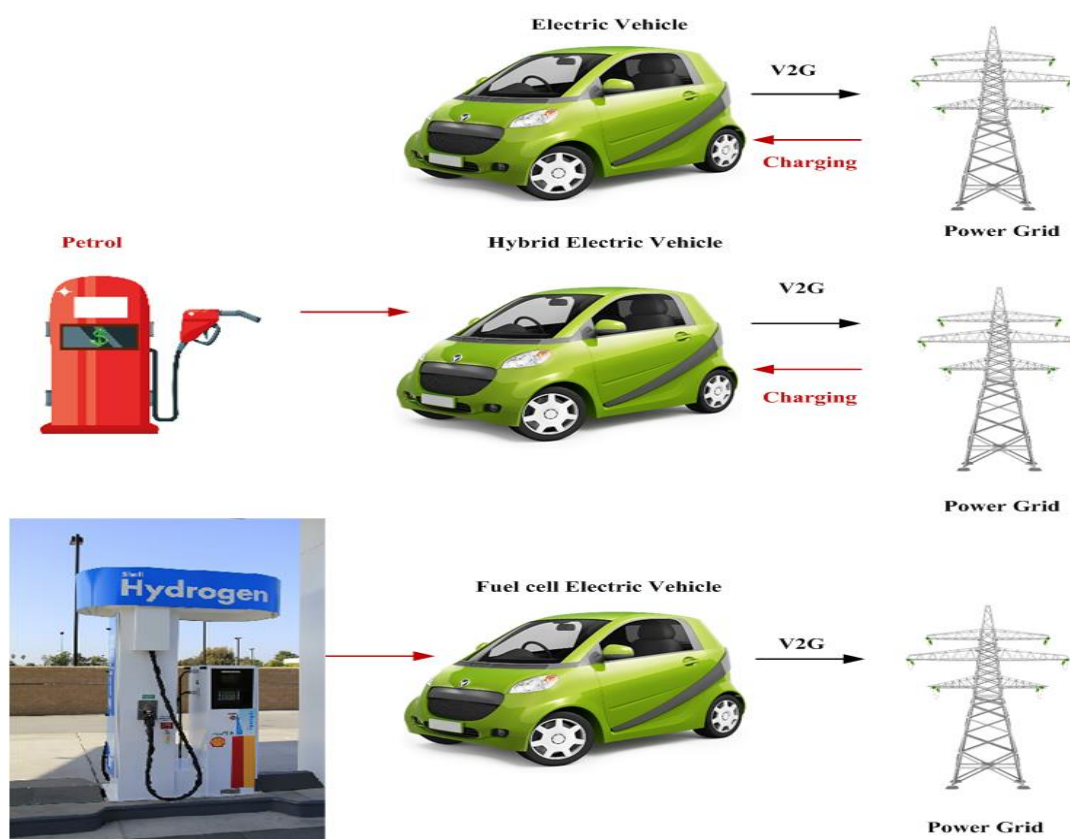 Electric Vehicle
V2G
Charging
Power Grid
Petrol
$
Hybrid Electric Vehicle
V2G
Charging
Power Grid
Shell
Hydrogen
Fuel cell Electric Vehicle
V2G
Power Grid